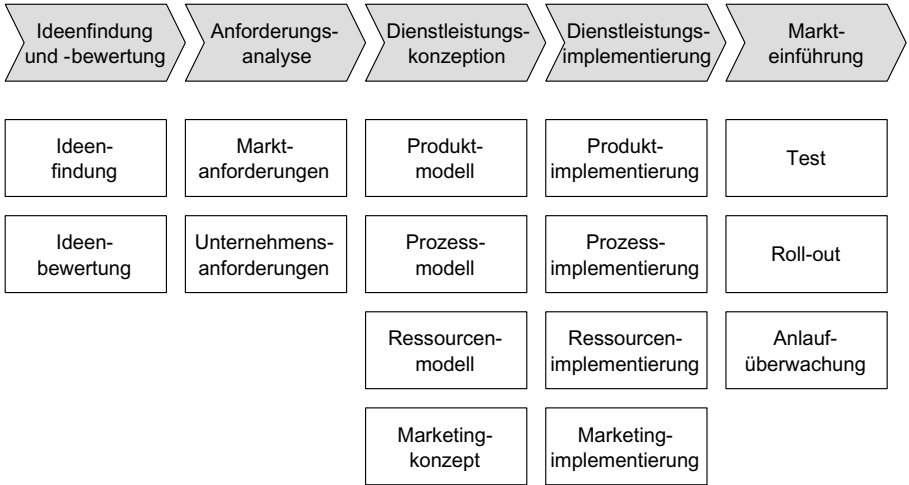 Ideenfindung
und -bewertung
Anforderungs-
analyse
Dienstleistungs-
konzeption
Dienstleistungs-
implementierung
Markt-
einführung
Ideen-
findung
Markt-
anforderungen
Produkt-
modell
Produkt-
implementierung
Test
Ideen-
bewertung
Unternehmens-
anforderungen
Prozess-
modell
Prozess-
implementierung
Roll-out
Ressourcen-
modell
Ressourcen-
implementierung
Anlauf-
überwachung
Marketing-
konzept
Marketing-
implementierung